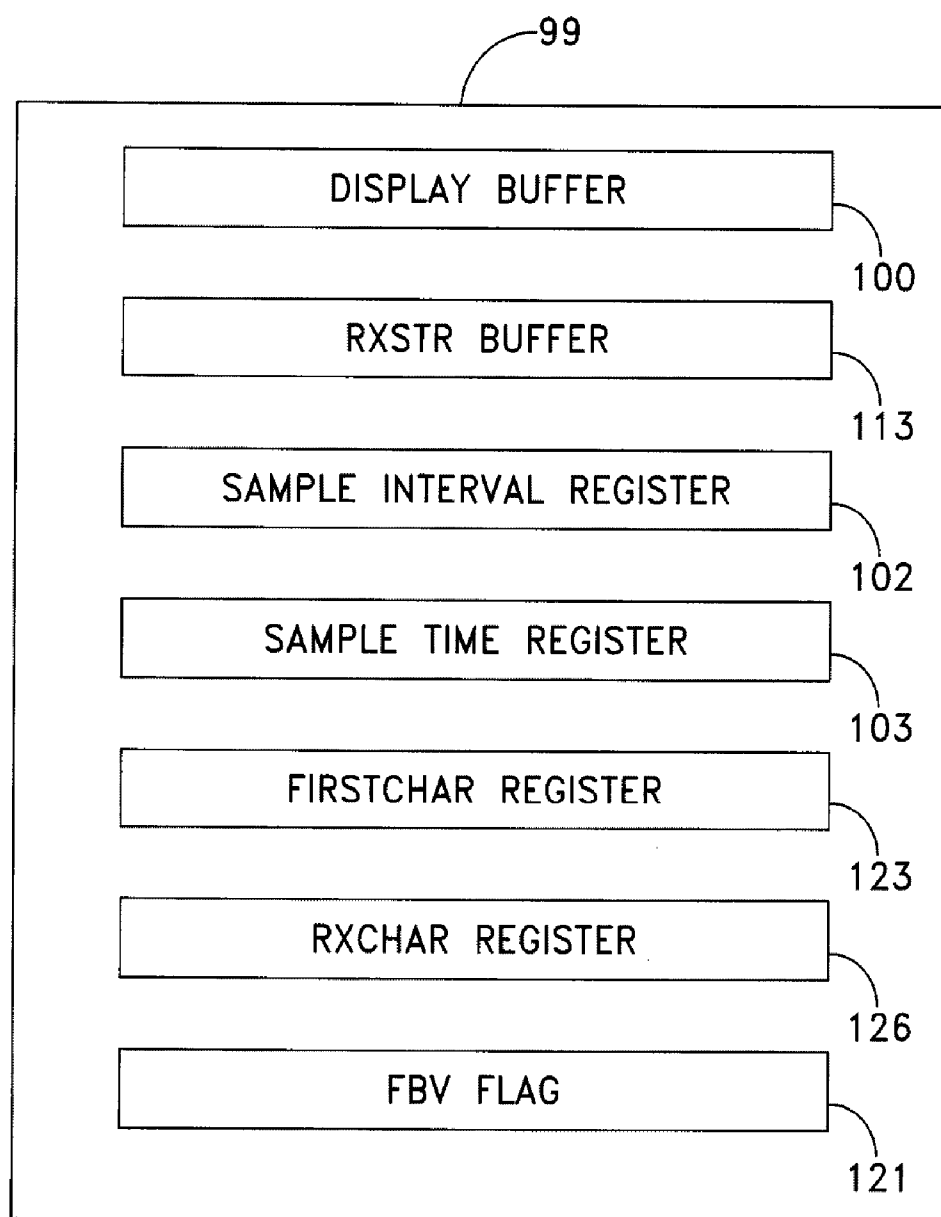 99
DISPLAY BUFFER
100
RXSTR BUFFER
113
SAMPLE INTERVAL REGISTER
102
SAMPLE TIME REGISTER
103
FIRSTCHAR REGISTER
123
RXCHAR REGISTER
126
FBV FLAG
121